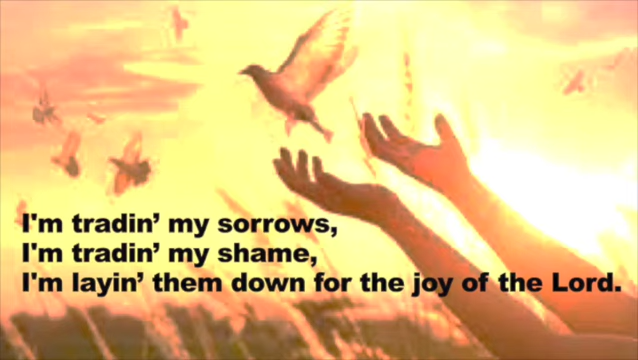 I'm tradin’ my sorrows,
I'm tradin’ my shame,
I'm layin’ them down for the joy of the Lord.